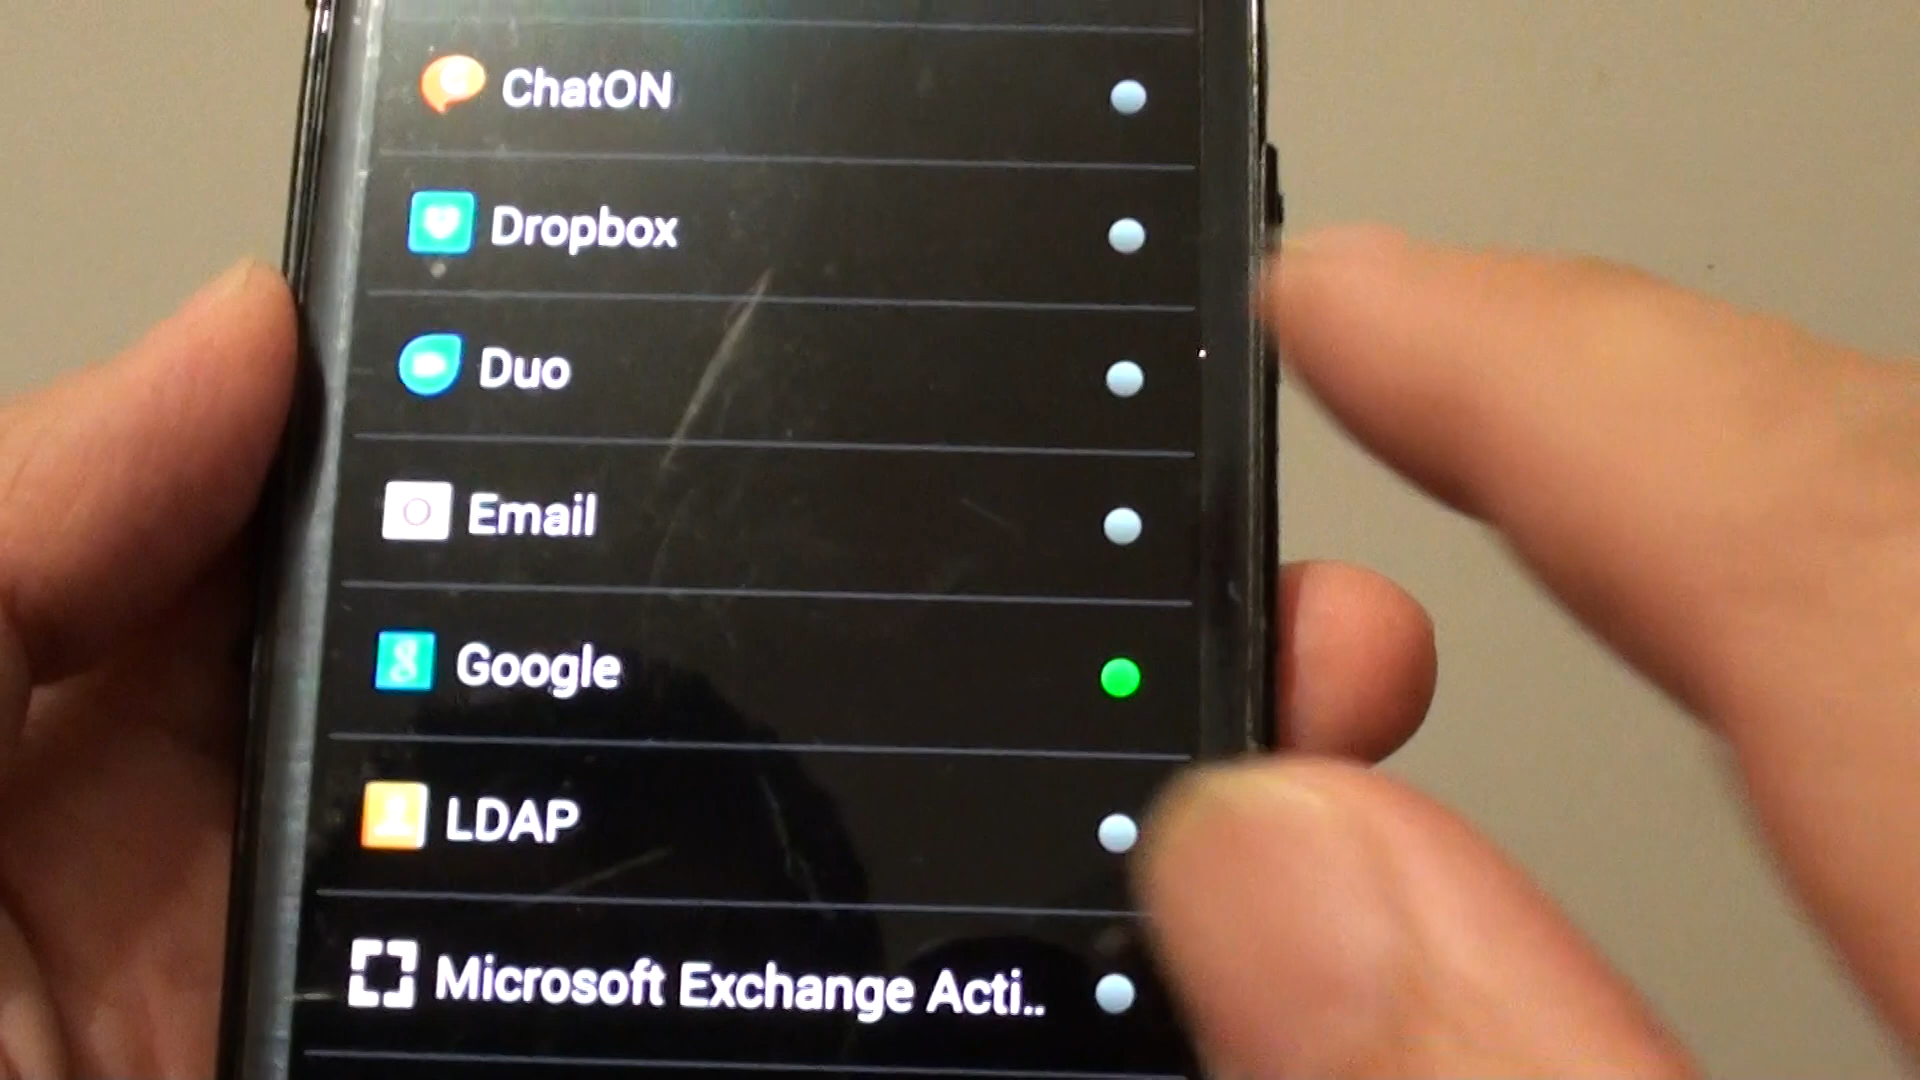 ChatON
Dropbox
Duo
Email
Google
LDAP
Microsoft Exchange Acti..